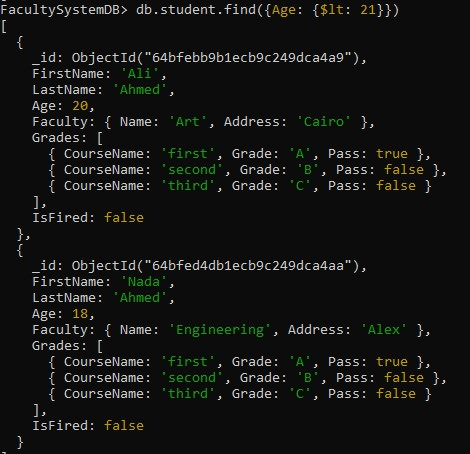 FacultySystemDB> db.student.find({Age: {$lt: 21}})
[
  {
    _id: ObjectId("64bfebb9b1ecb9c249dca4a9"),
    FirstName: 'Ali',
    LastName: 'Ahmed',
    Age: 20,
    Faculty: { Name: 'Art', Address: 'Cairo' },
    Grades: [
      { CourseName: 'first', Grade: 'A', Pass: true },
      { CourseName: 'second', Grade: 'B', Pass: false },
      { CourseName: 'third', Grade: 'C', Pass: false }
    ],
    IsFired: false
  },
  {
    _id: ObjectId("64bfed4db1ecb9c249dca4aa"),
    FirstName: 'Nada',
    LastName: 'Ahmed',
    Age: 18,
    Faculty: { Name: 'Engineering', Address: 'Alex' },
    Grades: [
      { CourseName: 'first', Grade: 'A', Pass: true },
      { CourseName: 'second', Grade: 'B', Pass: false },
      { CourseName: 'third', Grade: 'C', Pass: false }
    ],
    IsFired: false
  }